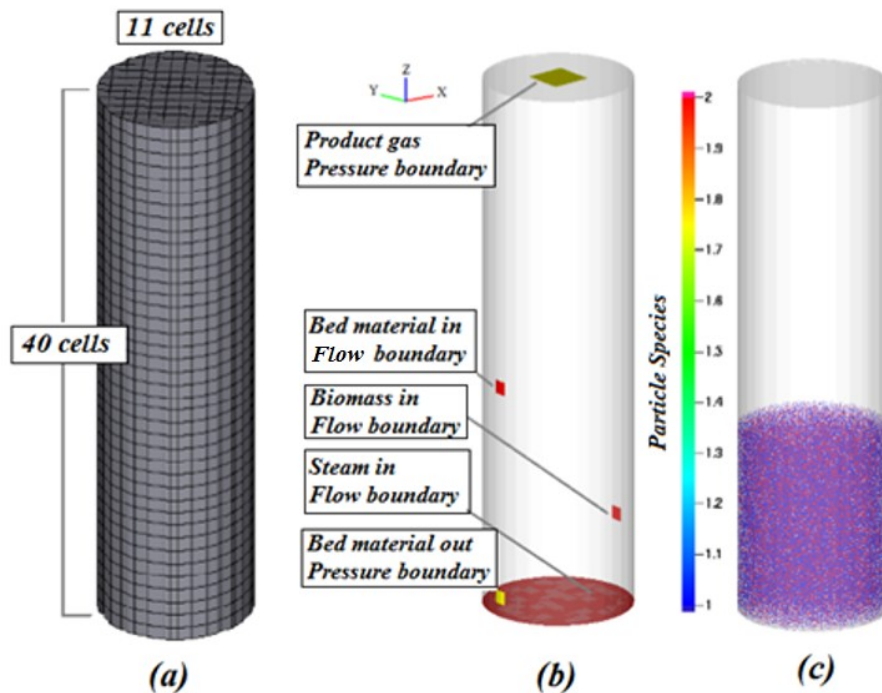 11 cells
40 cells
(a)
Z
Y
X
Product gas
Pressure boundary
Bed material in
Flow boundary
Biomass in
Flow boundary
Steam in
Flow boundary
Bed material out
Pressure boundary
(b)
Particle Species
2
1.9
1.8
1.7
1.6
1.5
1.4
1.3
1.2
1.1
1
(c)